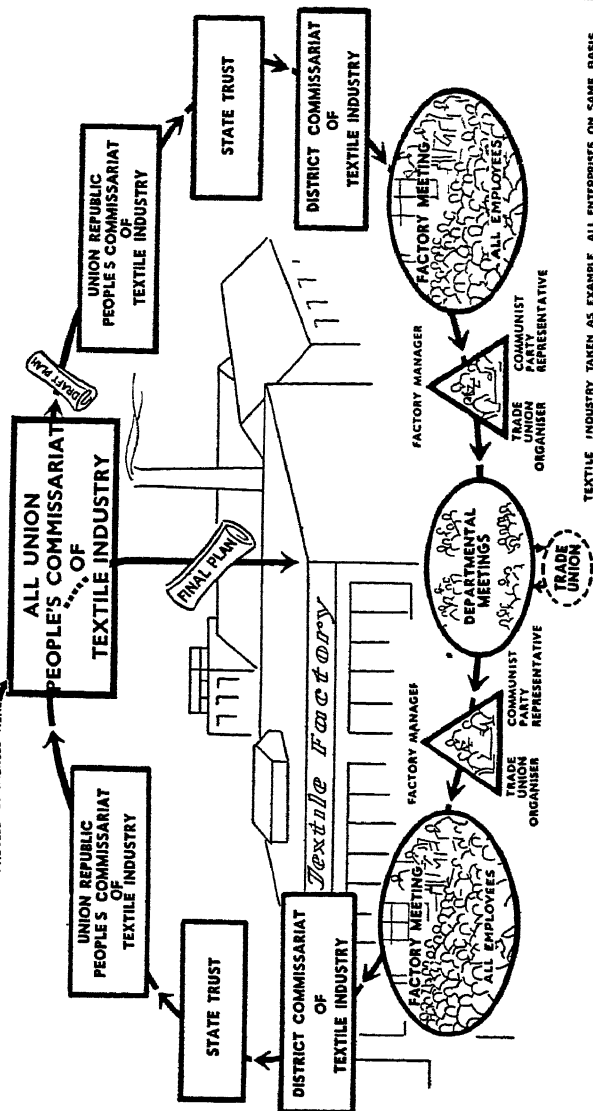 ALL UNION
PEOPLE'S COMMISSARIAT
OF
TEXTILE INDUSTRY
DRAFT PLAN
UNION REPUBLIC
PEOPLE'S COMMISSARIAT
OF
TEXTILE INDUSTRY
STATE TRUST
DISTRICT COMMISSARIAT
OF
TEXTILE INDUSTRY
FACTORY MEETING
ALL EMPLOYEES
FACTORY MANAGER
TRADE
UNION
ORGANISER
COMMUNIST
PARTY
REPRESENTATIVE
DEPARTMENTAL
MEETINGS
TRADE
UNION
FACTORY MANAGER
TRADE
UNION
ORGANISER
COMMUNIST
PARTY
REPRESENTATIVE
FACTORY MEETING
ALL EMPLOYEES
DISTRICT COMMISSARIAT
OF
TEXTILE INDUSTRY
STATE TRUST
UNION REPUBLIC
PEOPLE'S COMMISSARIAT
OF
TEXTILE INDUSTRY
FINAL PLAN
Textile Factory
TEXTILE INDUSTRY TAKEN AS EXAMPLE. ALL ENTERPRISES ON SAME BASIS